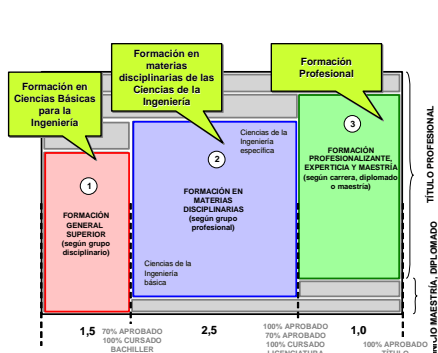 Formación en
Ciencias Básicas
para la
Ingeniería
Formación en
materias
disciplinarias de las
Ciencias de la
Ingeniería
Formación
Profesional
1
FORMACIÓN
GENERAL
SUPERIOR
(según grupo
disciplinario)
2
Ciencias de la
Ingeniería
específica
FORMACIÓN EN
MATERIAS
DISCIPLINARIAS
(según grupo
profesional)
Ciencias de la
Ingeniería
básica
3
FORMACIÓN
PROFESIONALIZANTE,
EXPERTICIA Y MAESTRÍA
(según carrera, diplomado
o maestría)
TÍTULO PROFESIONAL
MAESTRÍA, DIPLOMADO
1,5
70% APROBADO
100% CURSADO
BACHILLER
2,5
100% APROBADO
70% APROBADO
100% CURSADO
LICENCIATURA
1,0
100% APROBADO
TÍTULO